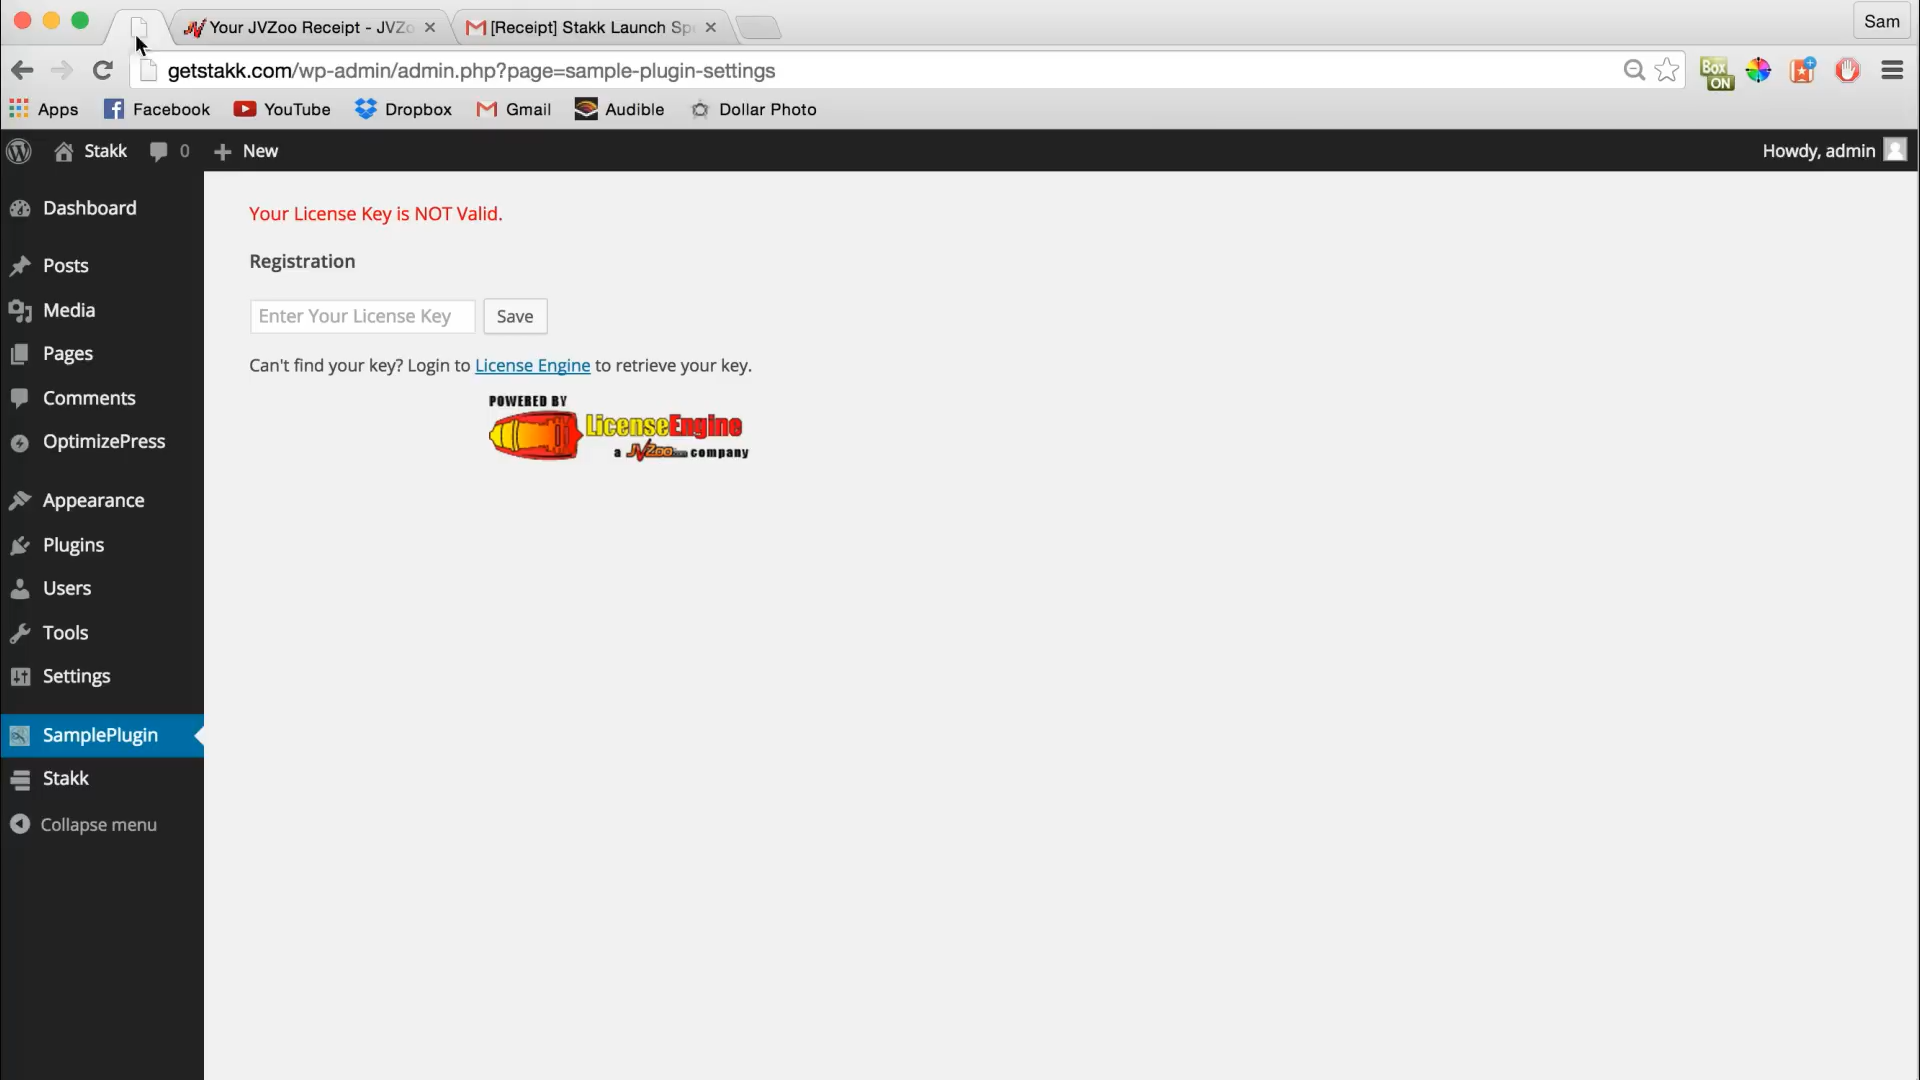 Your JVZoo Receipt - JVZo
[Receipt] Stakk Launch Sp
Sam
getstakk.com/wp-admin/admin.php?page=sample-plugin-settings
Box
ON
Apps
Facebook
YouTube
Dropbox
Gmail
Audible
Dollar Photo
Stakk
0
New
Howdy, admin
Dashboard
Posts
Media
Pages
Comments
OptimizePress
Appearance
Plugins
Users
Tools
Settings
SamplePlugin
Stakk
Collapse menu
Your License Key is NOT Valid.
Registration
Enter Your License Key
Save
Can't find your key? Login to License Engine to retrieve your key.
POWERED BY
LicenseEngine
a JVZoo.com company